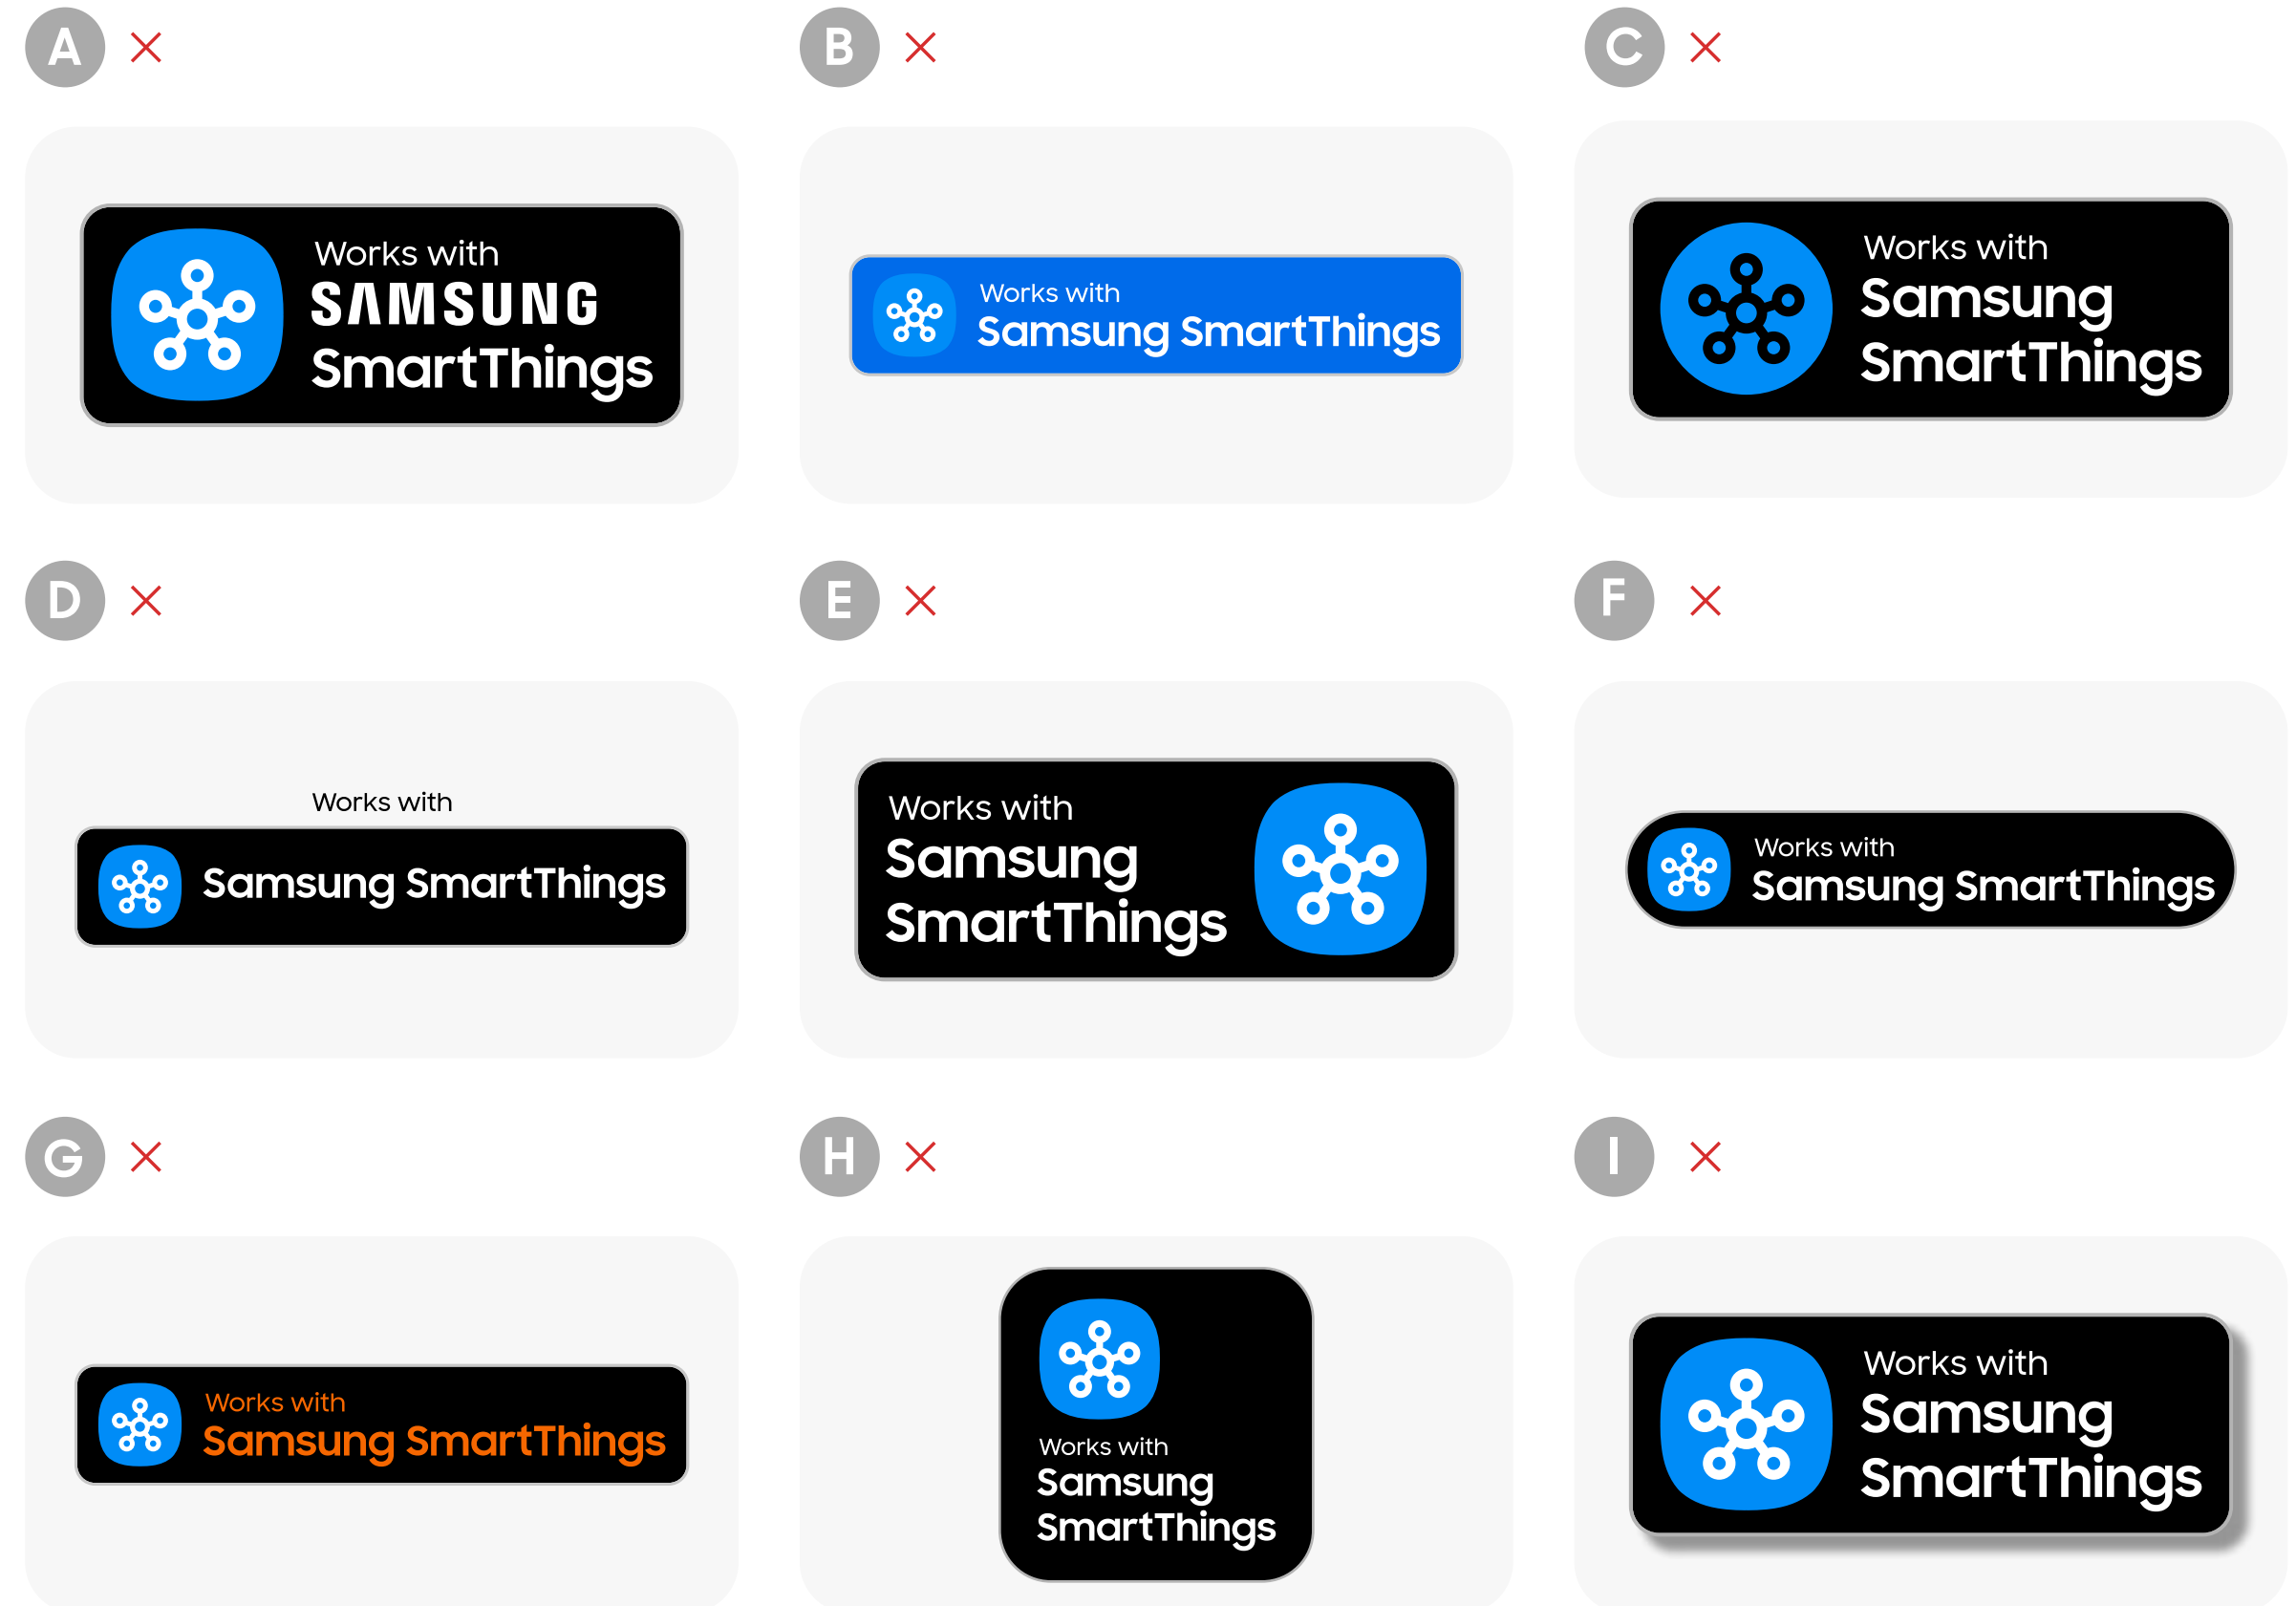 A
B
C
Works with
SAMSUNG
SmartThings
Works with
Samsung SmartThings
Works with
Samsung
SmartThings
D
E
F
Works with
Samsung SmartThings
Works with
Samsung
SmartThings
Works with
Samsung SmartThings
G
H
I
Works with
Samsung SmartThings
Works with
Samsung
SmartThings
Works with
Samsung
SmartThings